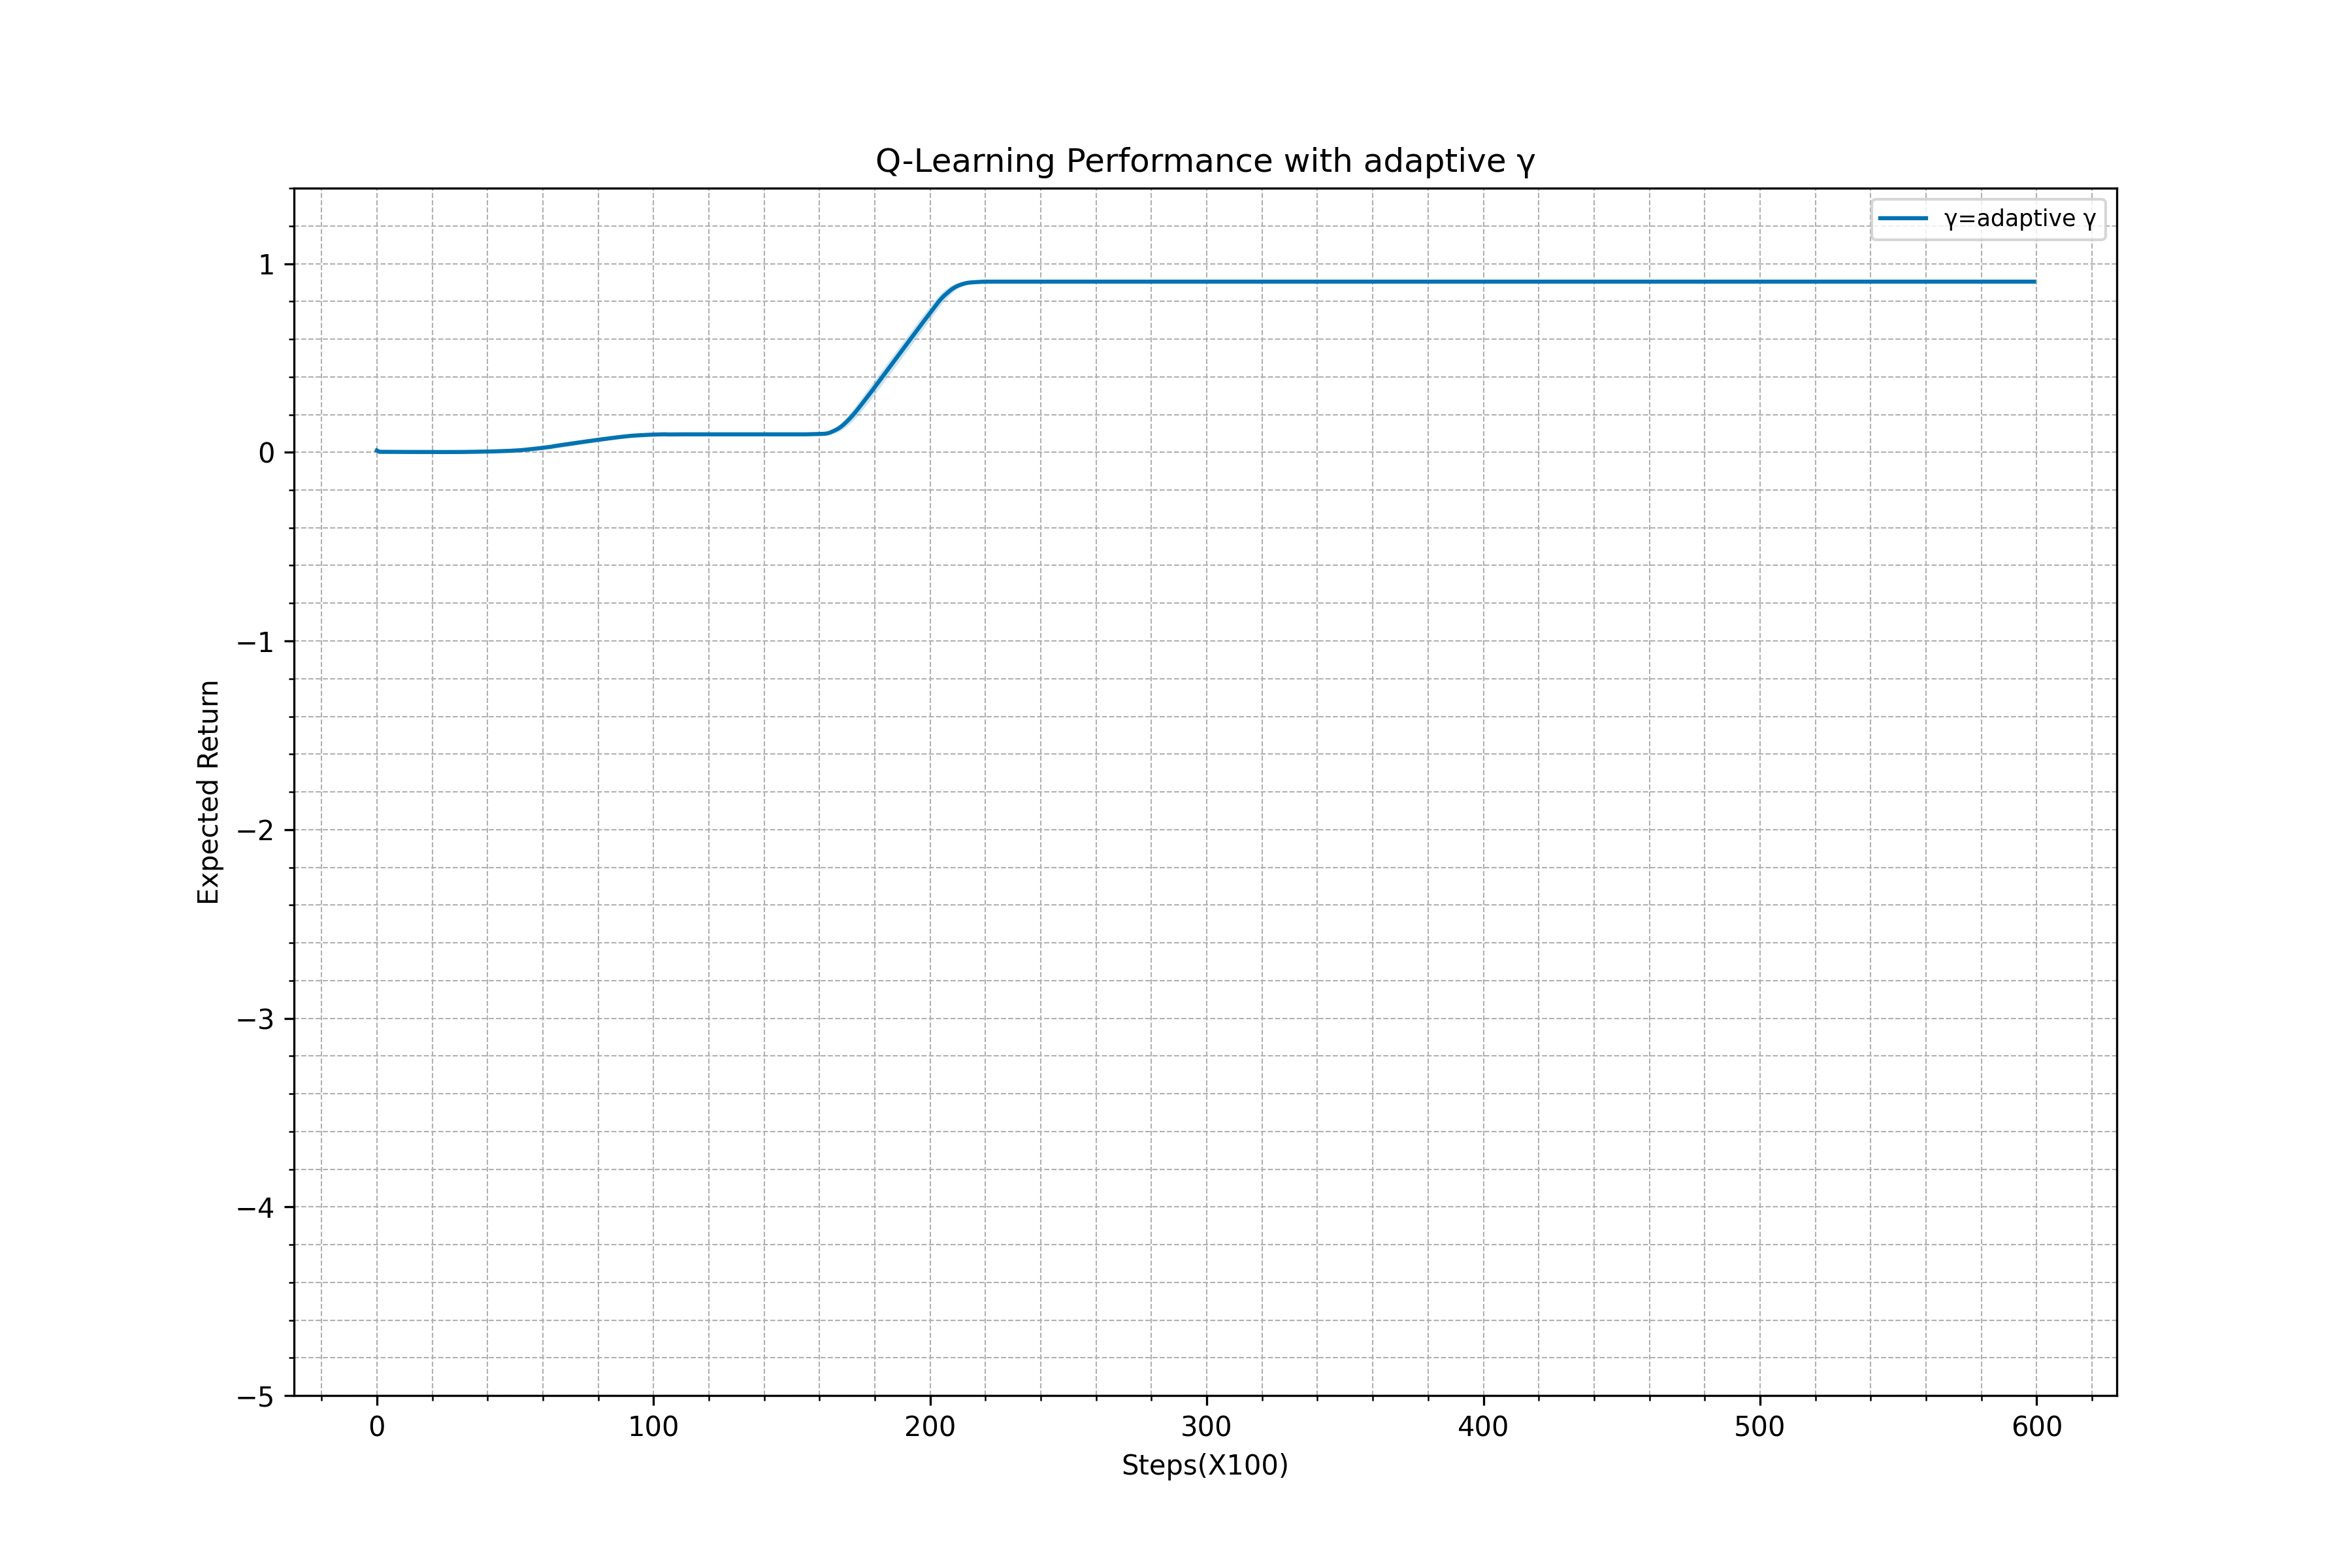 Q-Learning Performance with adaptive γ
γ=adaptive γ
1
0
−1
−2
−3
−4
−5
Expected Return
0 100 200 300 400 500 600
Steps(X100)